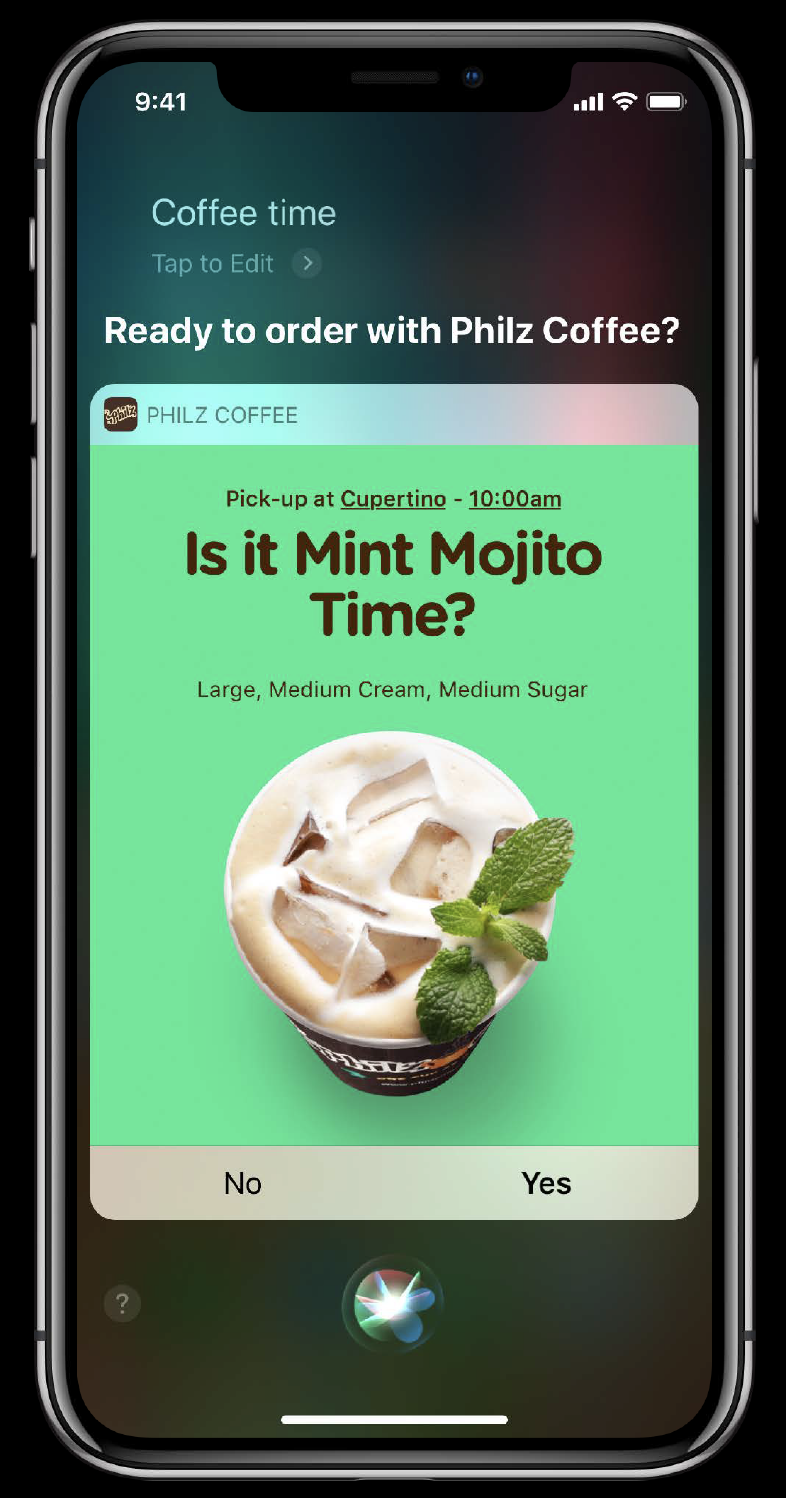 9:41
Coffee time
Tap to Edit
Ready to order with Philz Coffee?
Philz
PHILZ COFFEE
Pick-up at Cupertino - 10:00am
Is it Mint Mojito
Time?
Large, Medium Cream, Medium Sugar
No
Yes
?